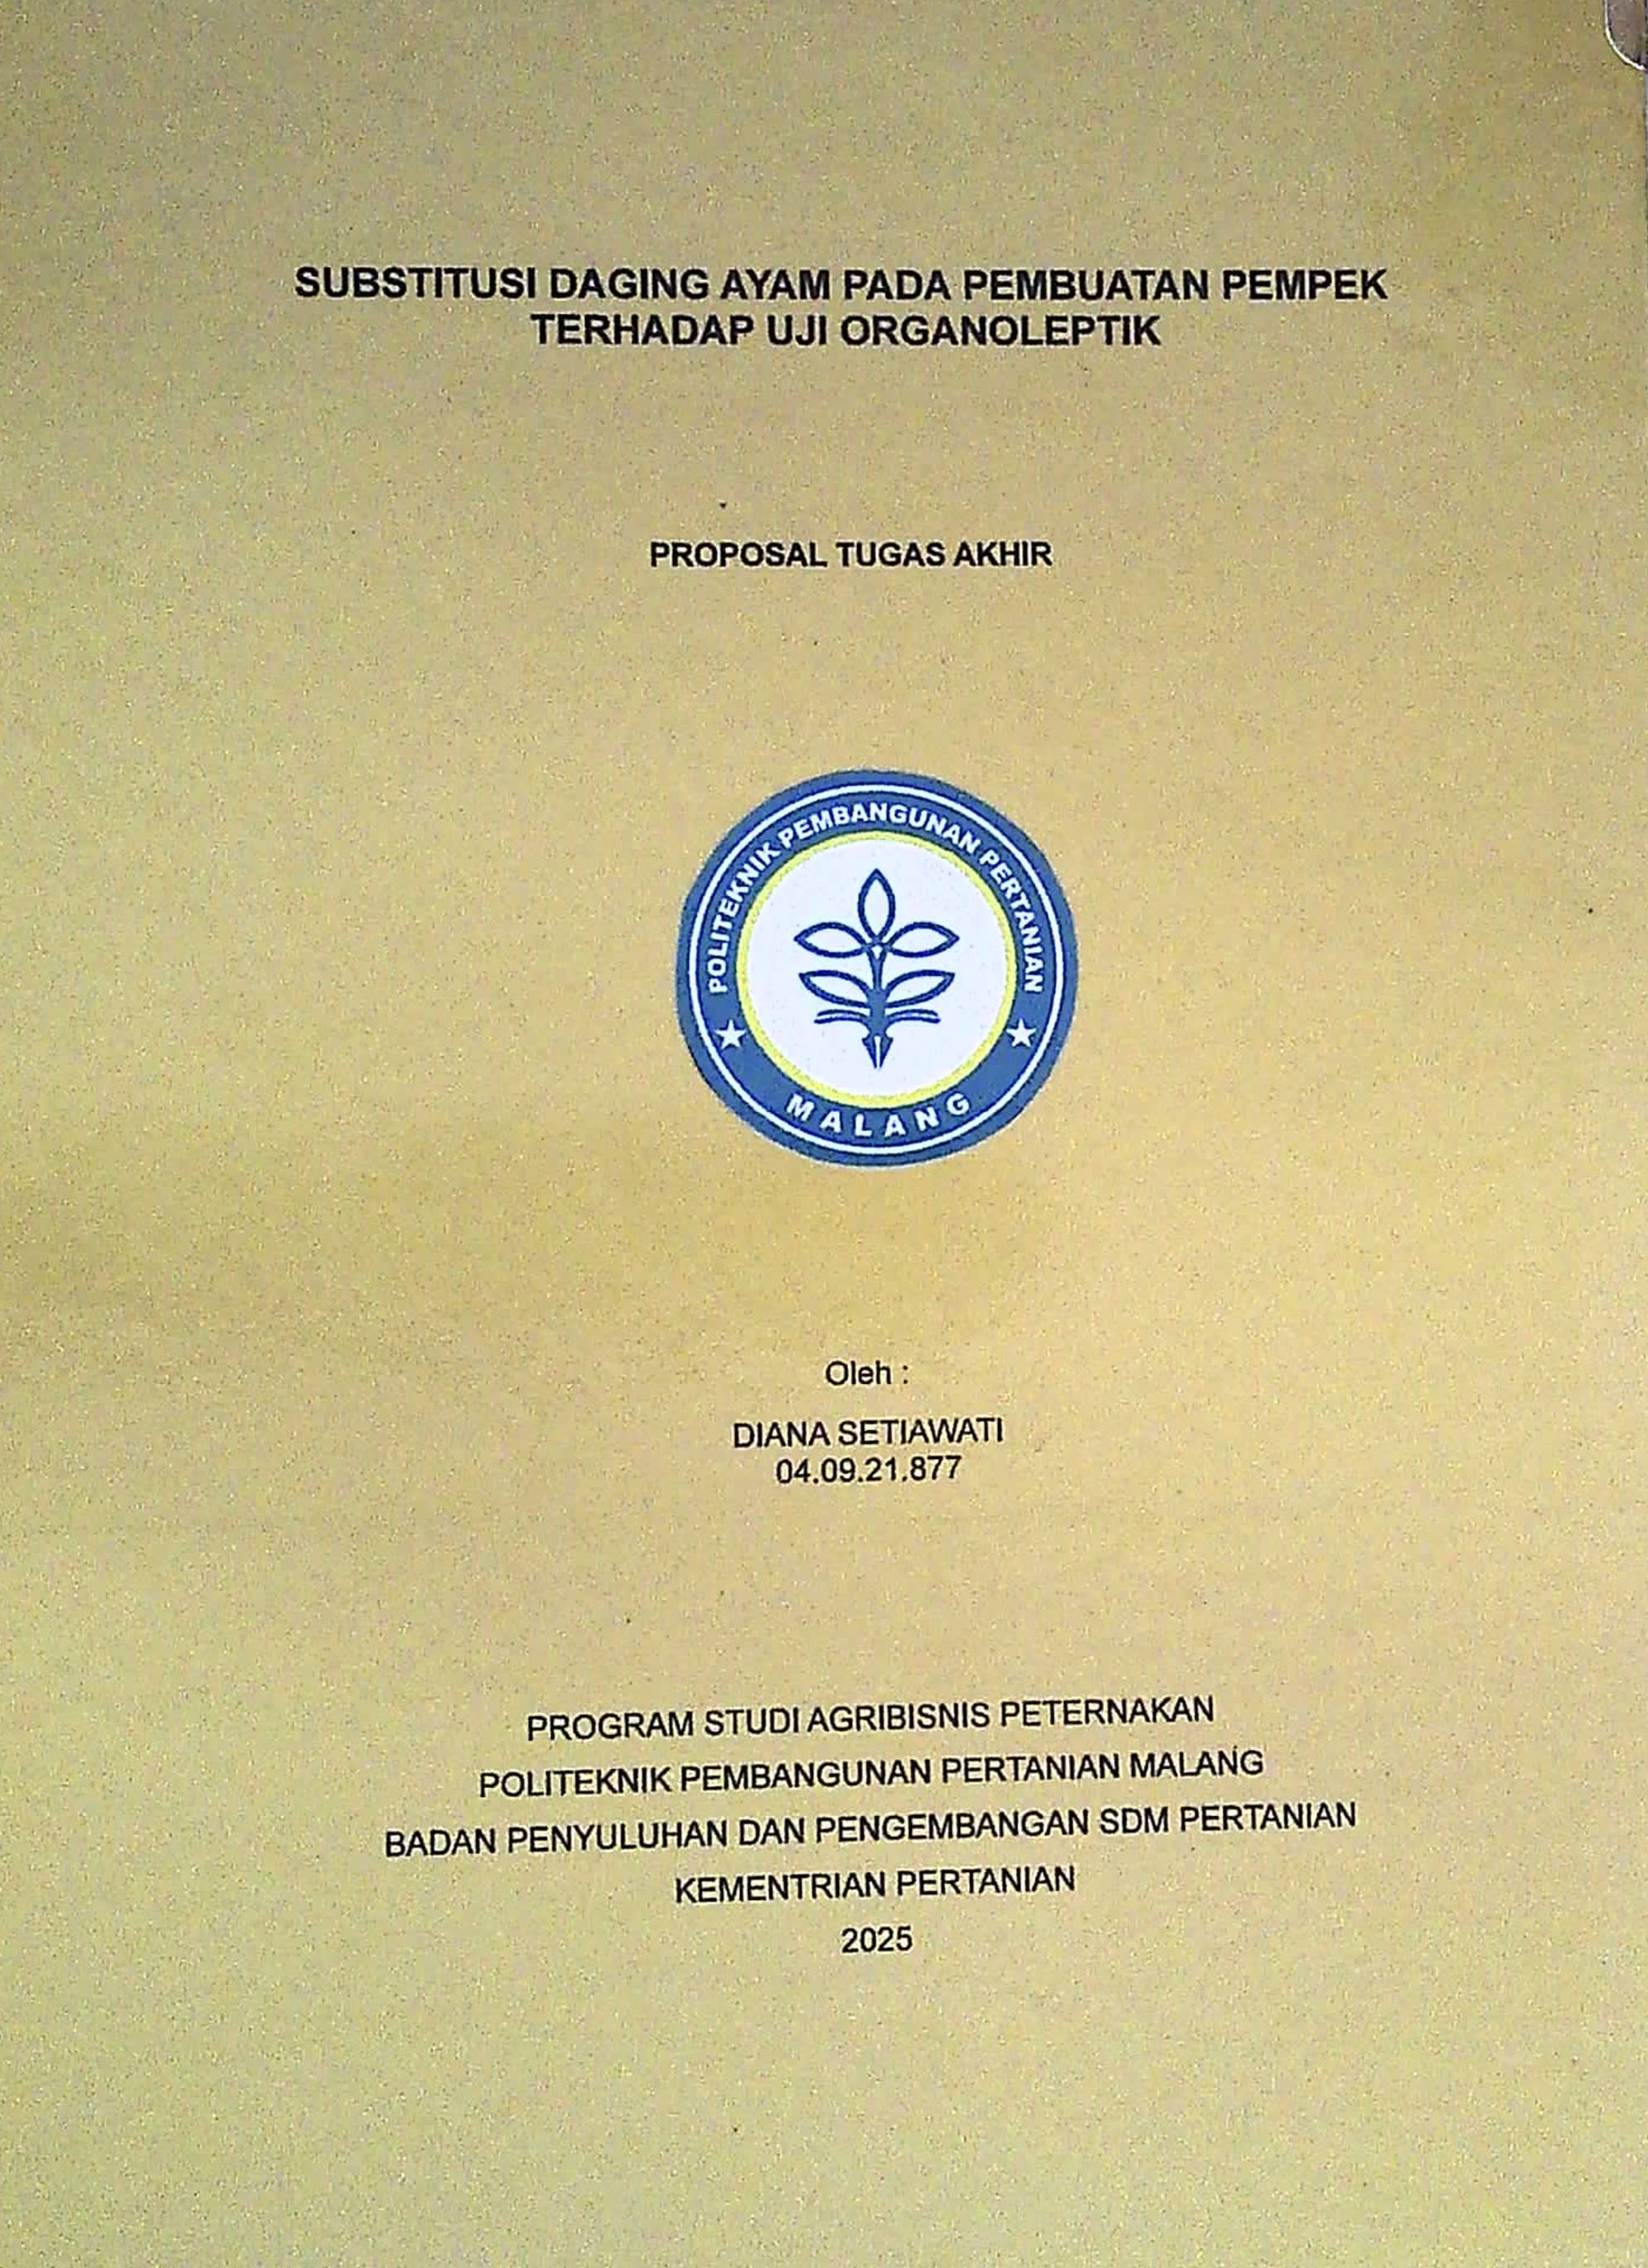 SUBSTITUSI DAGING AYAM PADA PEMBUATAN PEMPEK
TERHADAP UJI ORGANOLEPTIK
PROPOSAL TUGAS AKHIR
POLITEKNIK PEMBANGUNAN PERTANIAN
MALANG
Oleh :
DIANA SETIAWATI
04.09.21.877
PROGRAM STUDI AGRIBISNIS PETERNAKAN
POLITEKNIK PEMBANGUNAN PERTANIAN MALANG
BADAN PENYULUHAN DAN PENGEMBANGAN SDM PERTANIAN
KEMENTRIAN PERTANIAN
2025